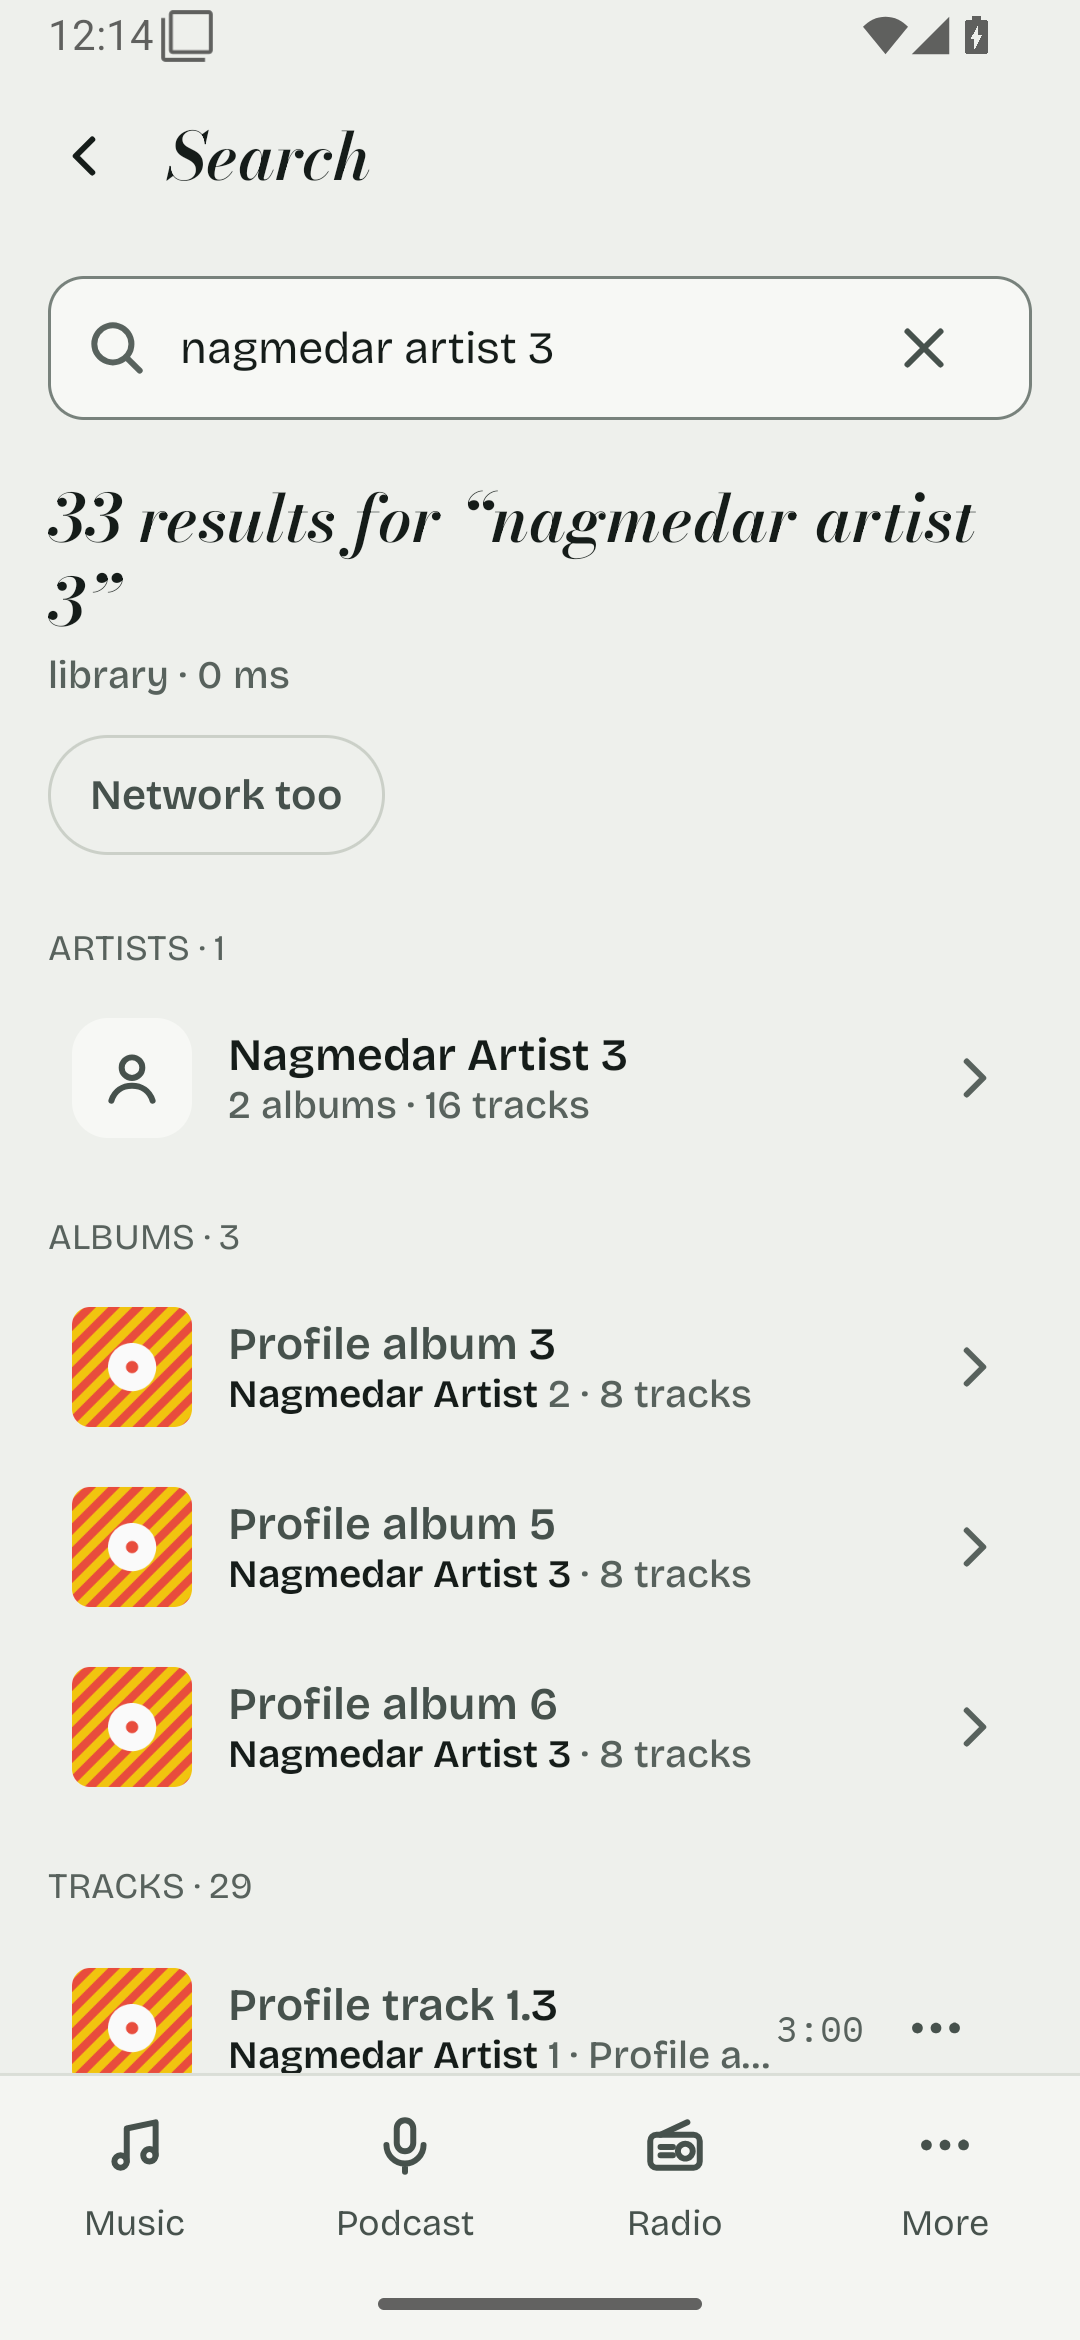 12:14
Search
nagmedar artist 3
33 results for “nagmedar artist
3”
library · 0 ms
Network too
ARTISTS · 1
Nagmedar Artist 3
2 albums · 16 tracks
ALBUMS · 3
Profile album 3
Nagmedar Artist 2 · 8 tracks
Profile album 5
Nagmedar Artist 3 · 8 tracks
Profile album 6
Nagmedar Artist 3 · 8 tracks
TRACKS · 29
Profile track 1.3
Nagmedar Artist 1 · Profile a... 3:00
Music Podcast Radio More